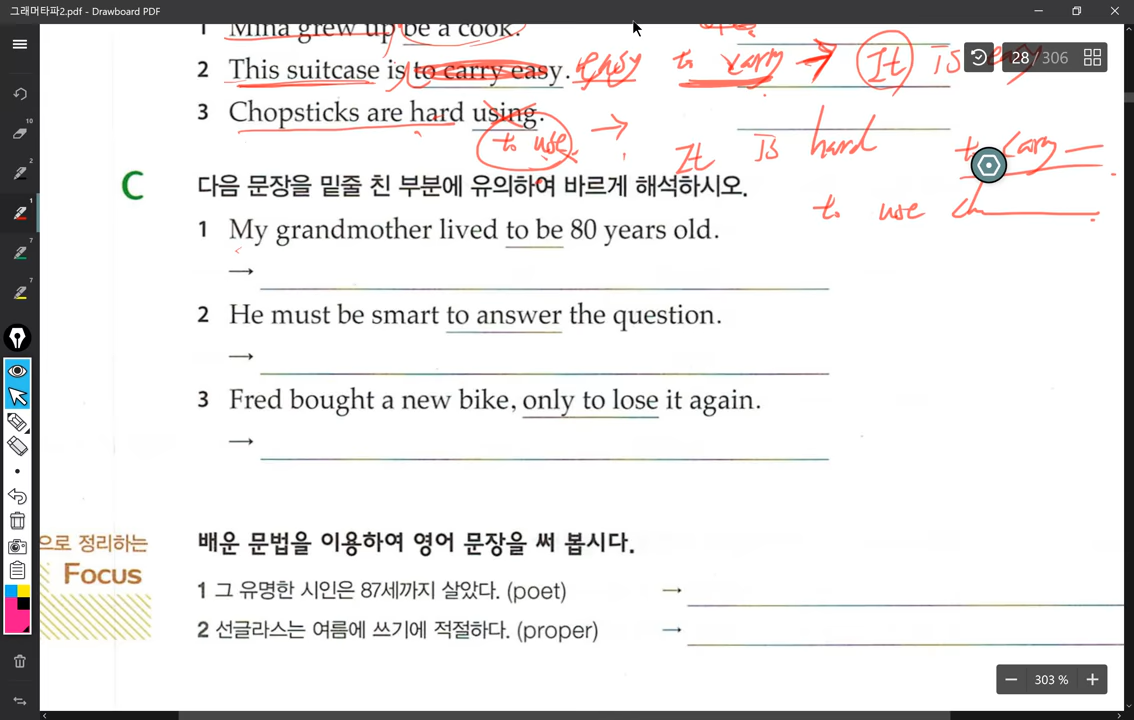 그래머타파2.pdf - Drawboard PDF
1 Mina grew up be a cook.
2 This suitcase is to carry easy. easy to carry → It is easy
28 / 306
3 Chopsticks are hard using.
to use → It is hard to carry
to use ch
C 다음 문장을 밑줄 친 부분에 유의하여 바르게 해석하시오.
1 My grandmother lived to be 80 years old.
→
2 He must be smart to answer the question.
→
3 Fred bought a new bike, only to lose it again.
→
으로 정리하는
Focus
배운 문법을 이용하여 영어 문장을 써 봅시다.
1 그 유명한 시인은 87세까지 살았다. (poet) →
2 선글라스는 여름에 쓰기에 적절하다. (proper) →
303 %
10
2
1
7
7